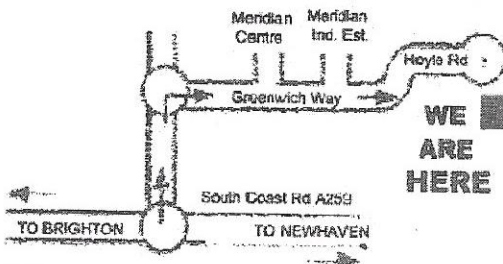 Meridian
Centre
Meridian
Ind. Est.
Hoyle Rd
Greenwich Way
WE
ARE
HERE
South Coast Rd A259
TO BRIGHTON
TO NEWHAVEN